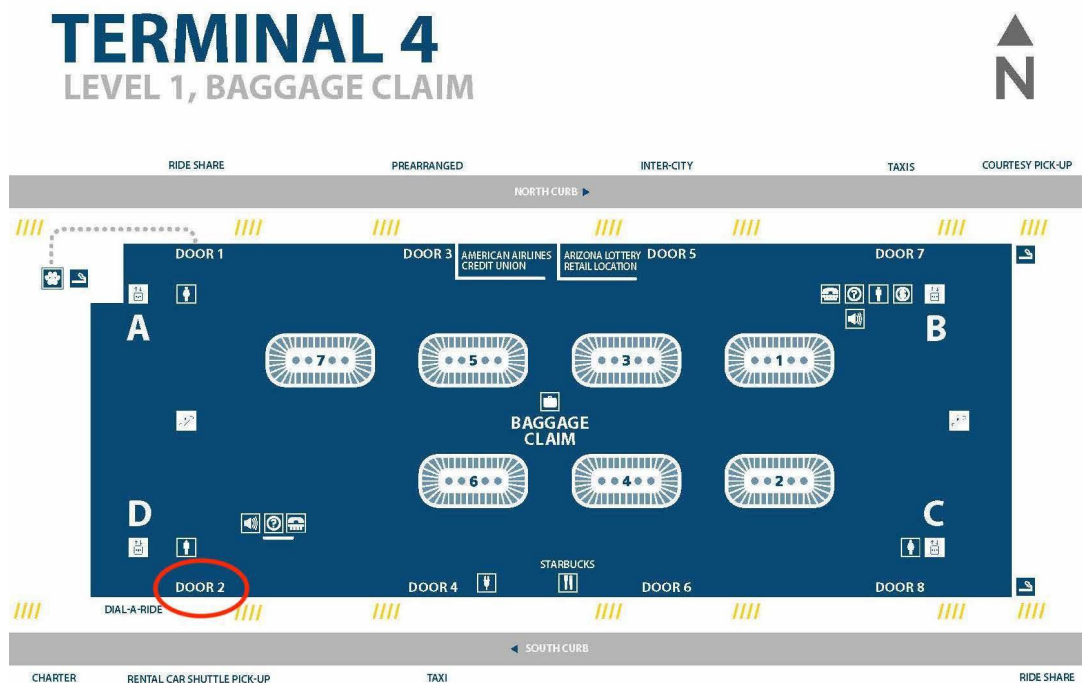 TERMINAL 4
LEVEL 1, BAGGAGE CLAIM
N
RIDE SHARE
PREARRANGED
INTER-CITY
TAXIS
COURTESY PICK-UP
NORTH CURB
DOOR 1
DOOR 3
AMERICAN AIRLINES
CREDIT UNION
ARIZONA LOTTERY
RETAIL LOCATION
DOOR 5
DOOR 7
A
B
7
5
3
1
BAGGAGE
CLAIM
6
4
2
D
C
STARBUCKS
DOOR 2
DOOR 4
DOOR 6
DOOR 8
DIAL-A-RIDE
SOUTH CURB
CHARTER
RENTAL CAR SHUTTLE PICK-UP
TAXI
RIDE SHARE